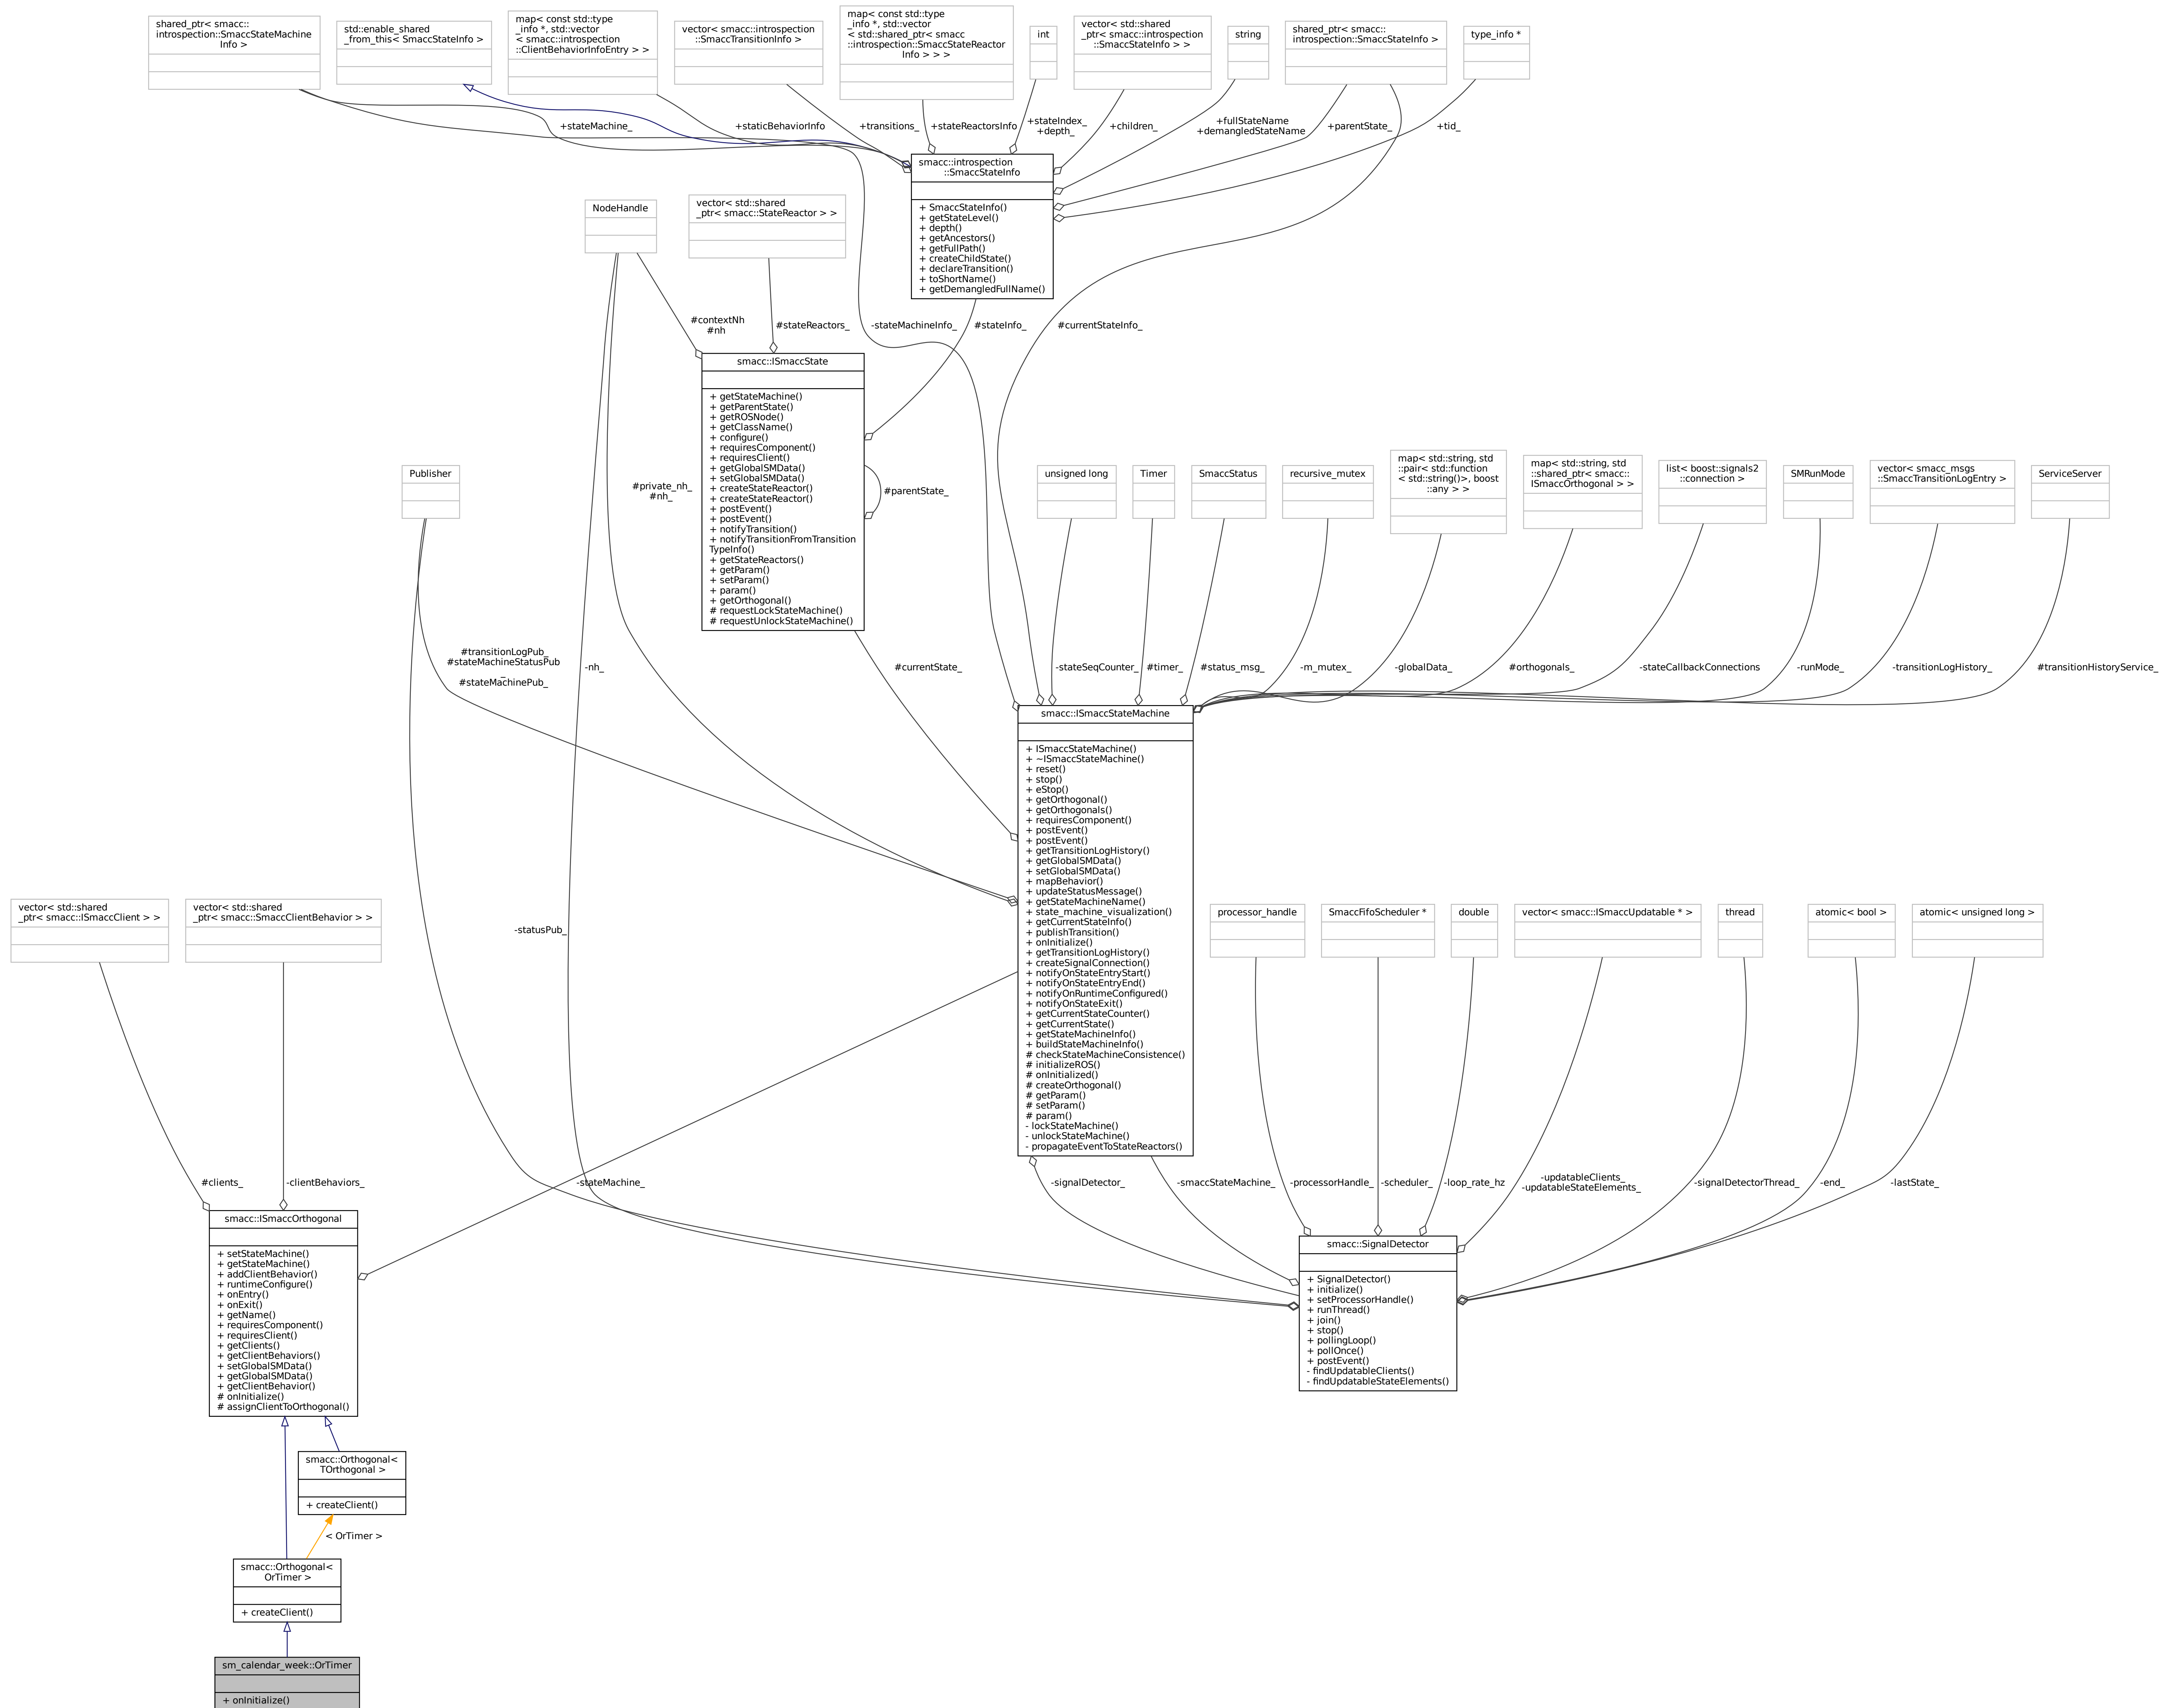 shared_ptr< smacc::
introspection::SmaccStateMachine
Info >
std::enable_shared
_from_this< SmaccStateInfo >
map< const std::type
_info *, std::vector
< smacc::introspection
::ClientBehaviorInfoEntry > >
vector< smacc::introspection
::SmaccTransitionInfo >
map< const std::type
_info *, std::vector
< std::shared_ptr< smacc
::introspection::SmaccStateReactor
Info > > >
int
vector< std::shared
_ptr< smacc::introspection
::SmaccStateInfo > >
string
shared_ptr< smacc::
introspection::SmaccStateInfo >
type_info *
+stateMachine_
+staticBehaviorInfo
+transitions_
+stateReactorsInfo
+stateIndex_
+depth_
+children_
+fullStateName
+demangledStateName
+parentState_
+tid_
smacc::introspection
::SmaccStateInfo
+ SmaccStateInfo()
+ getStateLevel()
+ depth()
+ getAncestors()
+ getFullPath()
+ createChildState()
+ declareTransition()
+ toShortName()
+ getDemangledFullName()
NodeHandle
vector< std::shared
_ptr< smacc::StateReactor > >
#contextNh
#nh
#stateReactors_
-stateMachineInfo_
#stateInfo_
#currentStateInfo_
smacc::ISmaccState
+ getStateMachine()
+ getParentState()
+ getROSNode()
+ getClassName()
+ configure()
+ requiresComponent()
+ requiresClient()
+ getGlobalSMData()
+ setGlobalSMData()
+ createStateReactor()
+ createStateReactor()
+ postEvent()
+ postEvent()
+ notifyTransition()
+ notifyTransitionFromTransition
TypeInfo()
+ getStateReactors()
+ getParam()
+ setParam()
+ param()
+ getOrthogonal()
# requestLockStateMachine()
# requestUnlockStateMachine()
#parentState_
#private_nh_
#nh_
Publisher
unsigned long
Timer
SmaccStatus
recursive_mutex
map< std::string, std
::pair< std::function
< std::string()>, boost
::any > >
map< std::string, std
::shared_ptr< smacc::
ISmaccOrthogonal > >
list< boost::signals2
::connection >
SMRunMode
vector< smacc_msgs
::SmaccTransitionLogEntry >
ServiceServer
#transitionLogPub_
#stateMachineStatusPub
_
#stateMachinePub_
-nh_
#currentState_
-stateSeqCounter_
#timer_
#status_msg_
-m_mutex_
-globalData_
#orthogonals_
-stateCallbackConnections
-runMode_
-transitionLogHistory_
#transitionHistoryService_
smacc::ISmaccStateMachine
+ ISmaccStateMachine()
+ ~ISmaccStateMachine()
+ reset()
+ stop()
+ eStop()
+ getOrthogonal()
+ getOrthogonals()
+ requiresComponent()
+ postEvent()
+ postEvent()
+ getTransitionLogHistory()
+ getGlobalSMData()
+ setGlobalSMData()
+ mapBehavior()
+ updateStatusMessage()
+ getStateMachineName()
+ state_machine_visualization()
+ getCurrentStateInfo()
+ publishTransition()
+ onInitialize()
+ getTransitionLogHistory()
+ createSignalConnection()
+ notifyOnStateEntryStart()
+ notifyOnStateEntryEnd()
+ notifyOnRuntimeConfigured()
+ notifyOnStateExit()
+ getCurrentStateCounter()
+ getCurrentState()
+ getStateMachineInfo()
+ buildStateMachineInfo()
# checkStateMachineConsistence()
# initializeROS()
# onInitialized()
# createOrthogonal()
# getParam()
# setParam()
# param()
- lockStateMachine()
- unlockStateMachine()
- propagateEventToStateReactors()
vector< std::shared
_ptr< smacc::ISmaccClient > >
vector< std::shared
_ptr< smacc::SmaccClientBehavior > >
-statusPub_
processor_handle
SmaccFifoScheduler *
double
vector< smacc::ISmaccUpdatable * >
thread
atomic< bool >
atomic< unsigned long >
#clients_
-clientBehaviors_
-stateMachine_
-signalDetector_
-smaccStateMachine_
-processorHandle_
-scheduler_
-loop_rate_hz
-updatableClients_
-updatableStateElements_
-signalDetectorThread_
-end_
-lastState_
smacc::ISmaccOrthogonal
+ setStateMachine()
+ getStateMachine()
+ addClientBehavior()
+ runtimeConfigure()
+ onEntry()
+ onExit()
+ getName()
+ requiresComponent()
+ requiresClient()
+ getClients()
+ getClientBehaviors()
+ setGlobalSMData()
+ getGlobalSMData()
+ getClientBehavior()
# onInitialize()
# assignClientToOrthogonal()
smacc::SignalDetector
+ SignalDetector()
+ initialize()
+ setProcessorHandle()
+ runThread()
+ join()
+ stop()
+ pollingLoop()
+ pollOnce()
+ postEvent()
- findUpdatableClients()
- findUpdatableStateElements()
smacc::Orthogonal<
TOrthogonal >
+ createClient()
< OrTimer >
smacc::Orthogonal<
OrTimer >
+ createClient()
sm_calendar_week::OrTimer
+ onInitialize()